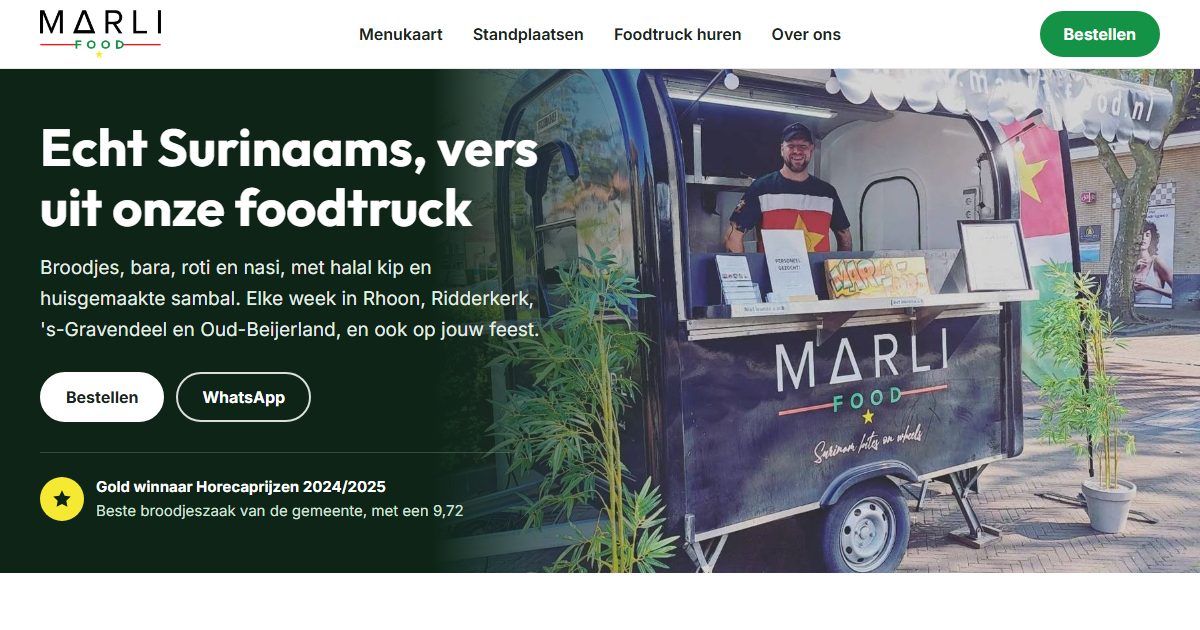 MARLI
FOOD
Menukaart
Standplaatsen
Foodtruck huren
Over ons
Bestellen
Echt Surinaams, vers
uit onze foodtruck
Broodjes, bara, roti en nasi, met halal kip en
huisgemaakte sambal. Elke week in Rhoon, Ridderkerk,
's-Gravendeel en Oud-Beijerland, en ook op jouw feest.
Bestellen
WhatsApp
Gold winnaar Horecaprijzen 2024/2025
Beste broodjeszaak van de gemeente, met een 9,72
PERSONEEL
GEZOCHT!
MARLI
FOOD
Surinam bites on wheels